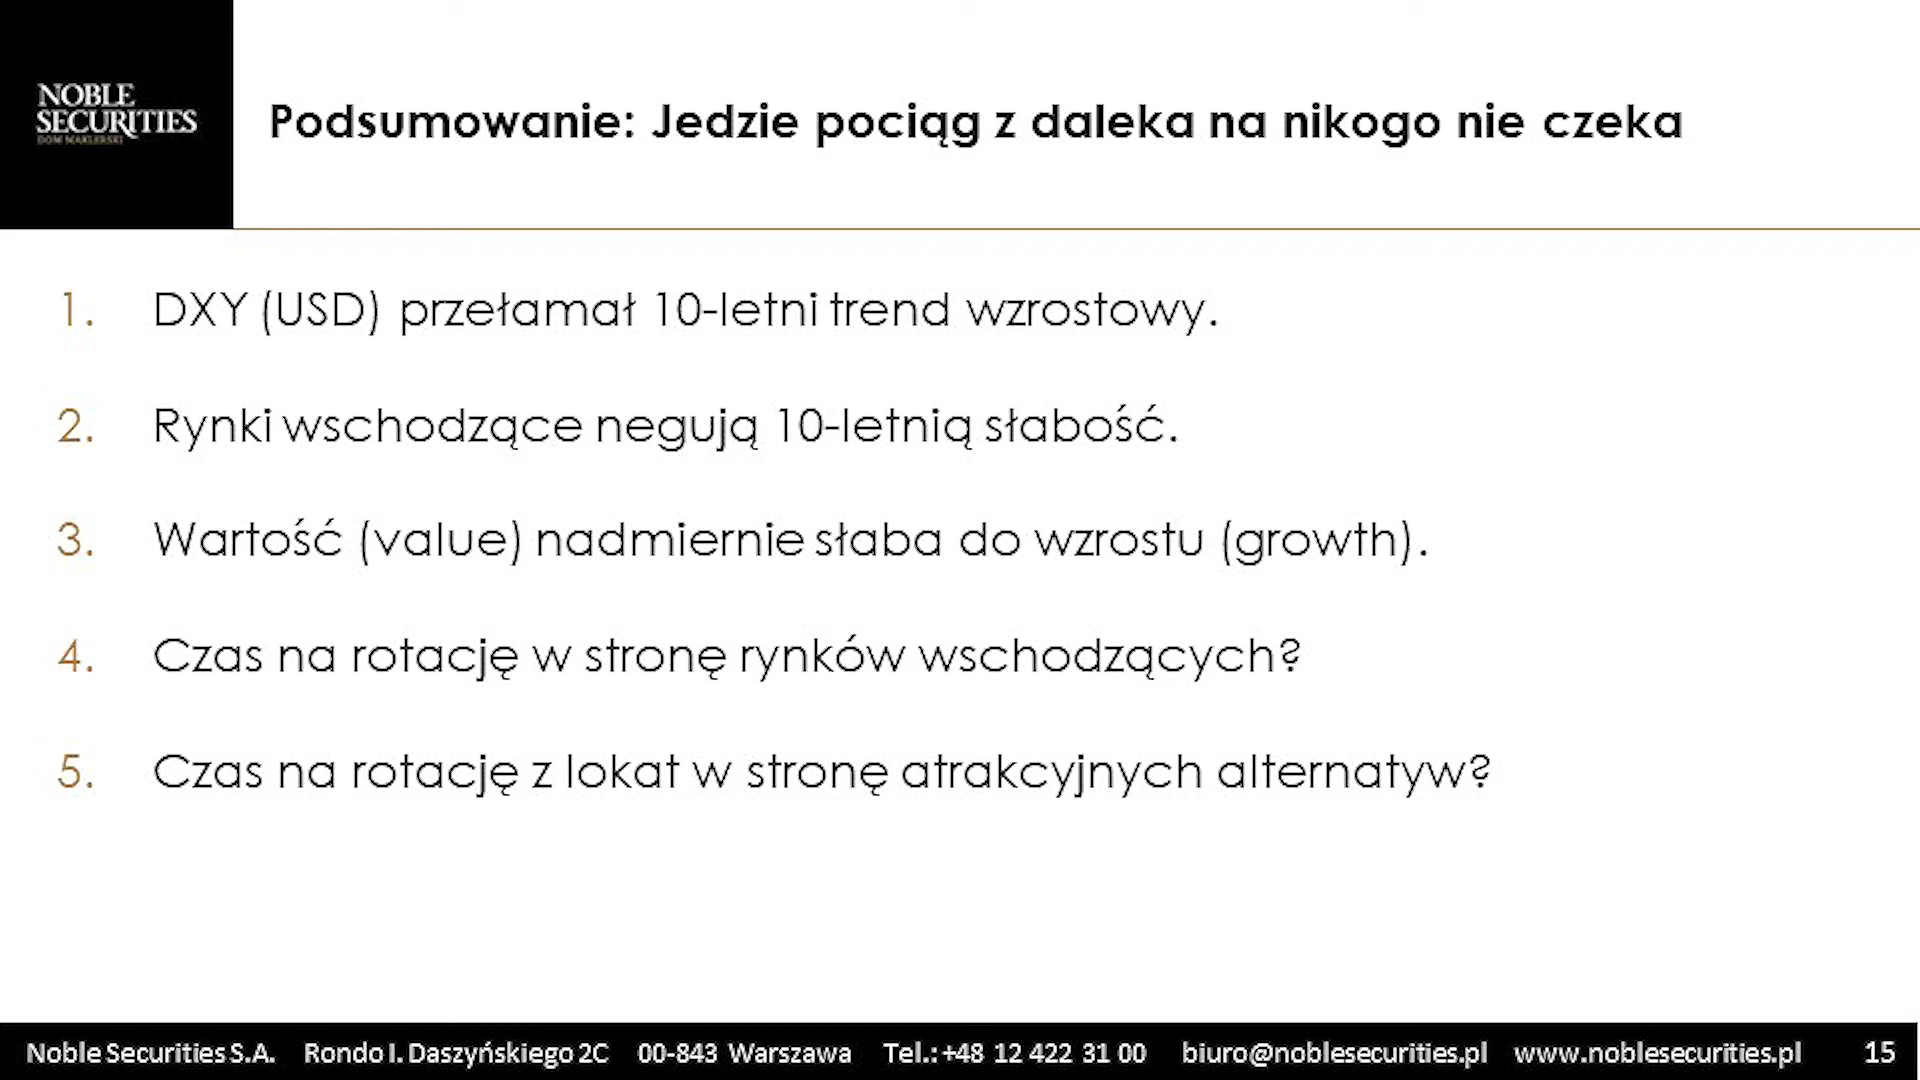 NOBLE
SECURITIES
DOM MAKLERSKI
Podsumowanie: Jedzie pociąg z daleka na nikogo nie czeka
1. DXY (USD) przełamał 10-letni trend wzrostowy.
2. Rynki wschodzące negują 10-letnią słabość.
3. Wartość (value) nadmiernie słaba do wzrostu (growth).
4. Czas na rotację w stronę rynków wschodzących?
5. Czas na rotację z lokat w stronę atrakcyjnych alternatyw?
Noble Securities S.A. Rondo I. Daszyńskiego 2C 00-843 Warszawa Tel.: +48 12 422 31 00 biuro@noblesecurities.pl www.noblesecurities.pl 15